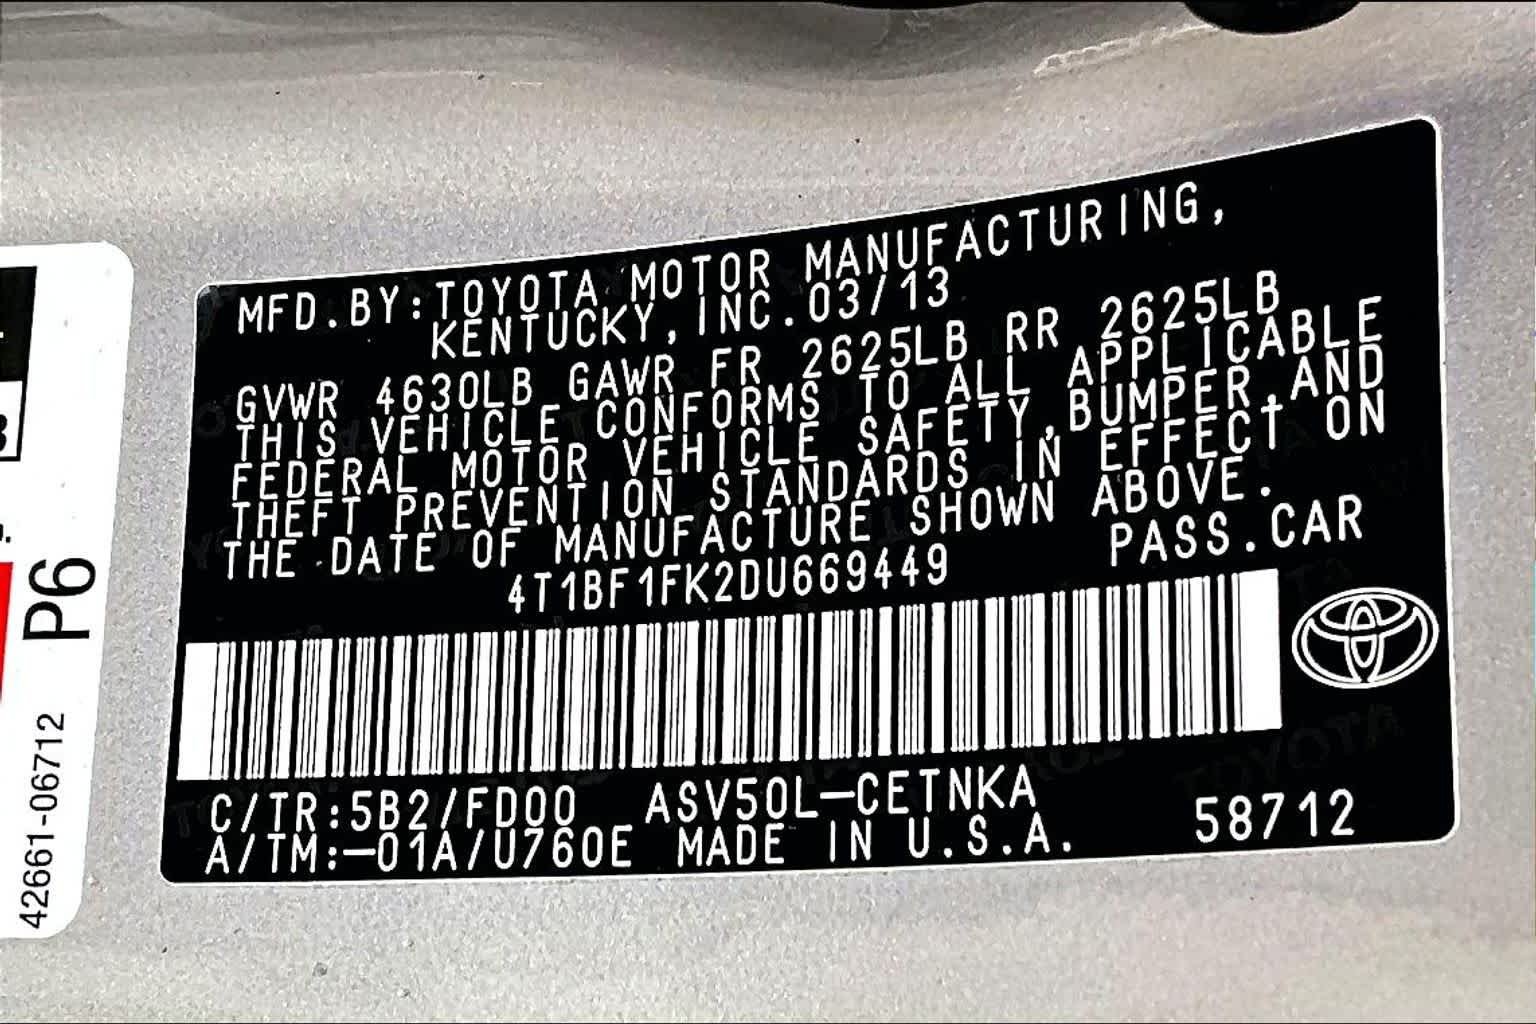 MFD.BY:TOYOTA MOTOR MANUFACTURING,
KENTUCKY, INC.03/13
GVWR 4630LB GAWR FR 2625LB RR 2625LB
THIS VEHICLE CONFORMS TO ALL APPLICABLE
FEDERAL MOTOR VEHICLE SAFETY,BUMPER,AND
THEFT PREVENTION STANDARDS IN EFFECT ON
THE DATE OF MANUFACTURE SHOWN ABOVE.
4T1BF1FK2DU669449
PASS.CAR
C/TR:5B2/FD00 ASV50L-CETNKA
A/TM:-01A/U760E MADE IN U.S.A.
58712
P6
42661-06712